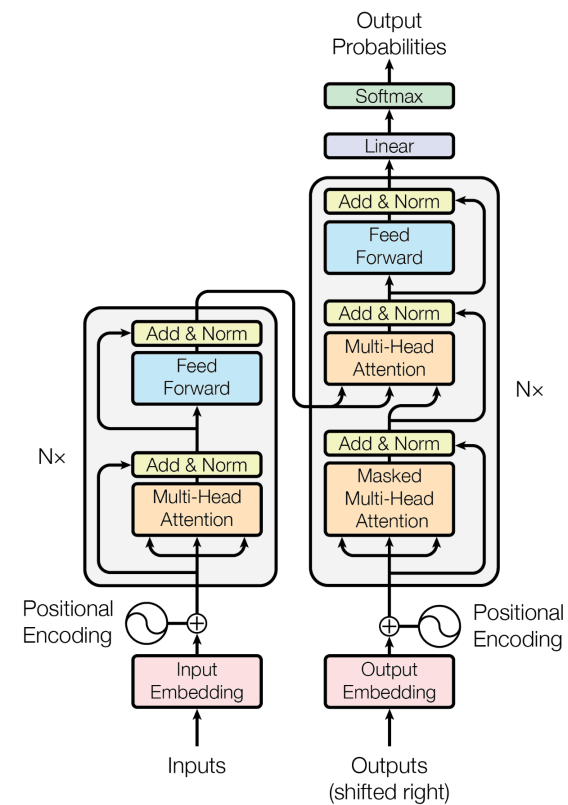 Output
Probabilities
Softmax
Linear
Add & Norm
Feed
Forward
Add & Norm
Multi-Head
Attention
Add & Norm
Masked
Multi-Head
Attention
N×
Add & Norm
Feed
Forward
Add & Norm
Multi-Head
Attention
N×
Positional
Encoding
Positional
Encoding
Input
Embedding
Output
Embedding
Inputs
Outputs
(shifted right)